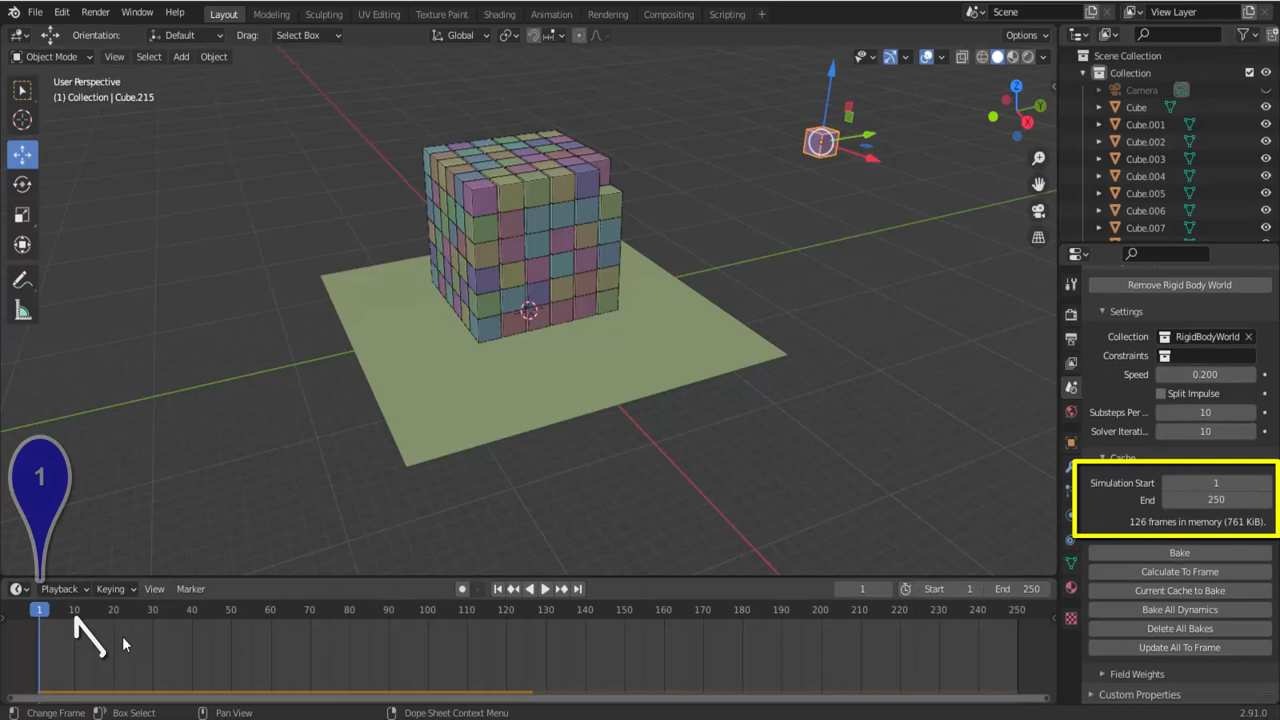 File Edit Render Window Help Layout Modeling Sculpting UV Editing Texture Paint Shading Animation Rendering Compositing Scripting + Scene View Layer
Orientation: Default Drag: Select Box Global Options
Object Mode View Select Add Object
User Perspective
(1) Collection | Cube.215
Z
Y
X
Scene Collection
Collection
Camera
Cube
Cube.001
Cube.002
Cube.003
Cube.004
Cube.005
Cube.006
Cube.007
Remove Rigid Body World
Settings
Collection RigidBodyWorld
Constraints
Speed 0.200
Split Impulse
Substeps Per ... 10
Solver Iterati... 10
Cache
Simulation Start 1
End 250
126 frames in memory (761 KiB).
Bake
Calculate To Frame
Current Cache to Bake
Bake All Dynamics
Delete All Bakes
Update All To Frame
Field Weights
Custom Properties
1
Playback Keying View Marker 1 Start 1 End 250
1 10 20 30 40 50 60 70 80 90 100 110 120 130 140 150 160 170 180 190 200 210 220 230 240 250
Change Frame Box Select Pan View Dope Sheet Context Menu 2.91.0